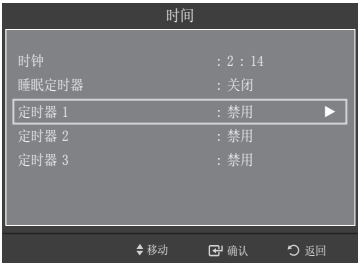 时间
时钟 : 2 : 14
睡眠定时器 : 关闭
定时器 1 : 禁用
定时器 2 : 禁用
定时器 3 : 禁用
移动 确认 返回